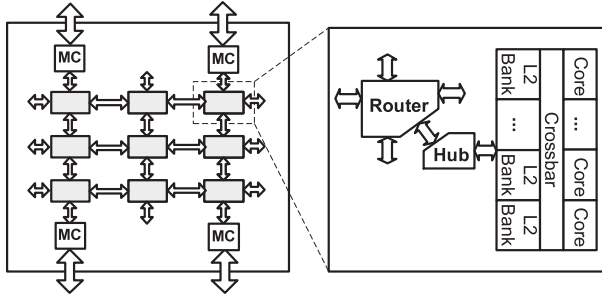 MC
MC
MC
MC
Router
Hub
L2
Bank
...
L2
Bank
L2
Bank
Crossbar
Core
...
Core
Core